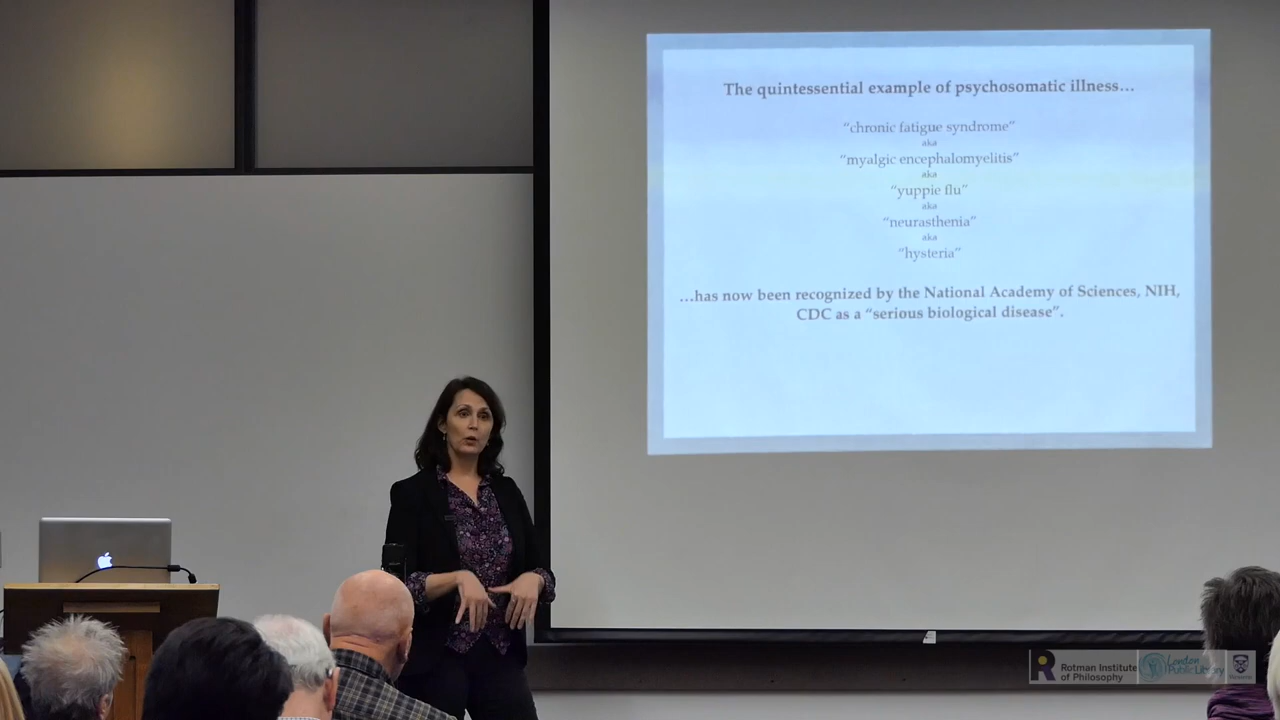 The quintessential example of psychosomatic illness…
“chronic fatigue syndrome”
aka
“myalgic encephalomyelitis”
aka
“yuppie flu”
aka
“neurasthenia”
aka
“hysteria”
…has now been recognized by the National Academy of Sciences, NIH,
CDC as a “serious biological disease”.
Rotman Institute
of Philosophy
London
Public Library
Western